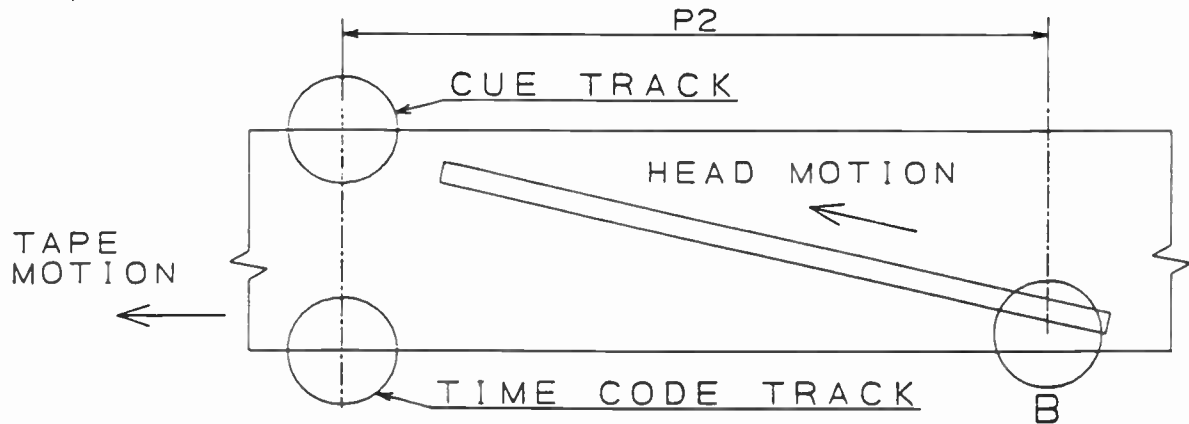 P2
CUE TRACK
HEAD MOTION
TAPE
MOTION
TIME CODE TRACK
B